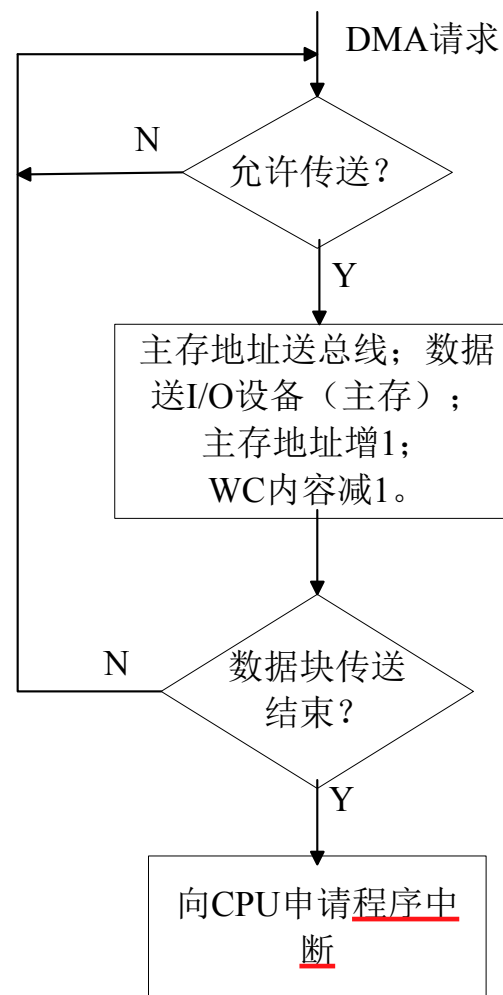 DMA请求
N
允许传送？
Y
主存地址送总线；数据
送I/O设备（主存）；
主存地址增1；
WC内容减1。
N
数据块传送
结束？
Y
向CPU申请程序中
断